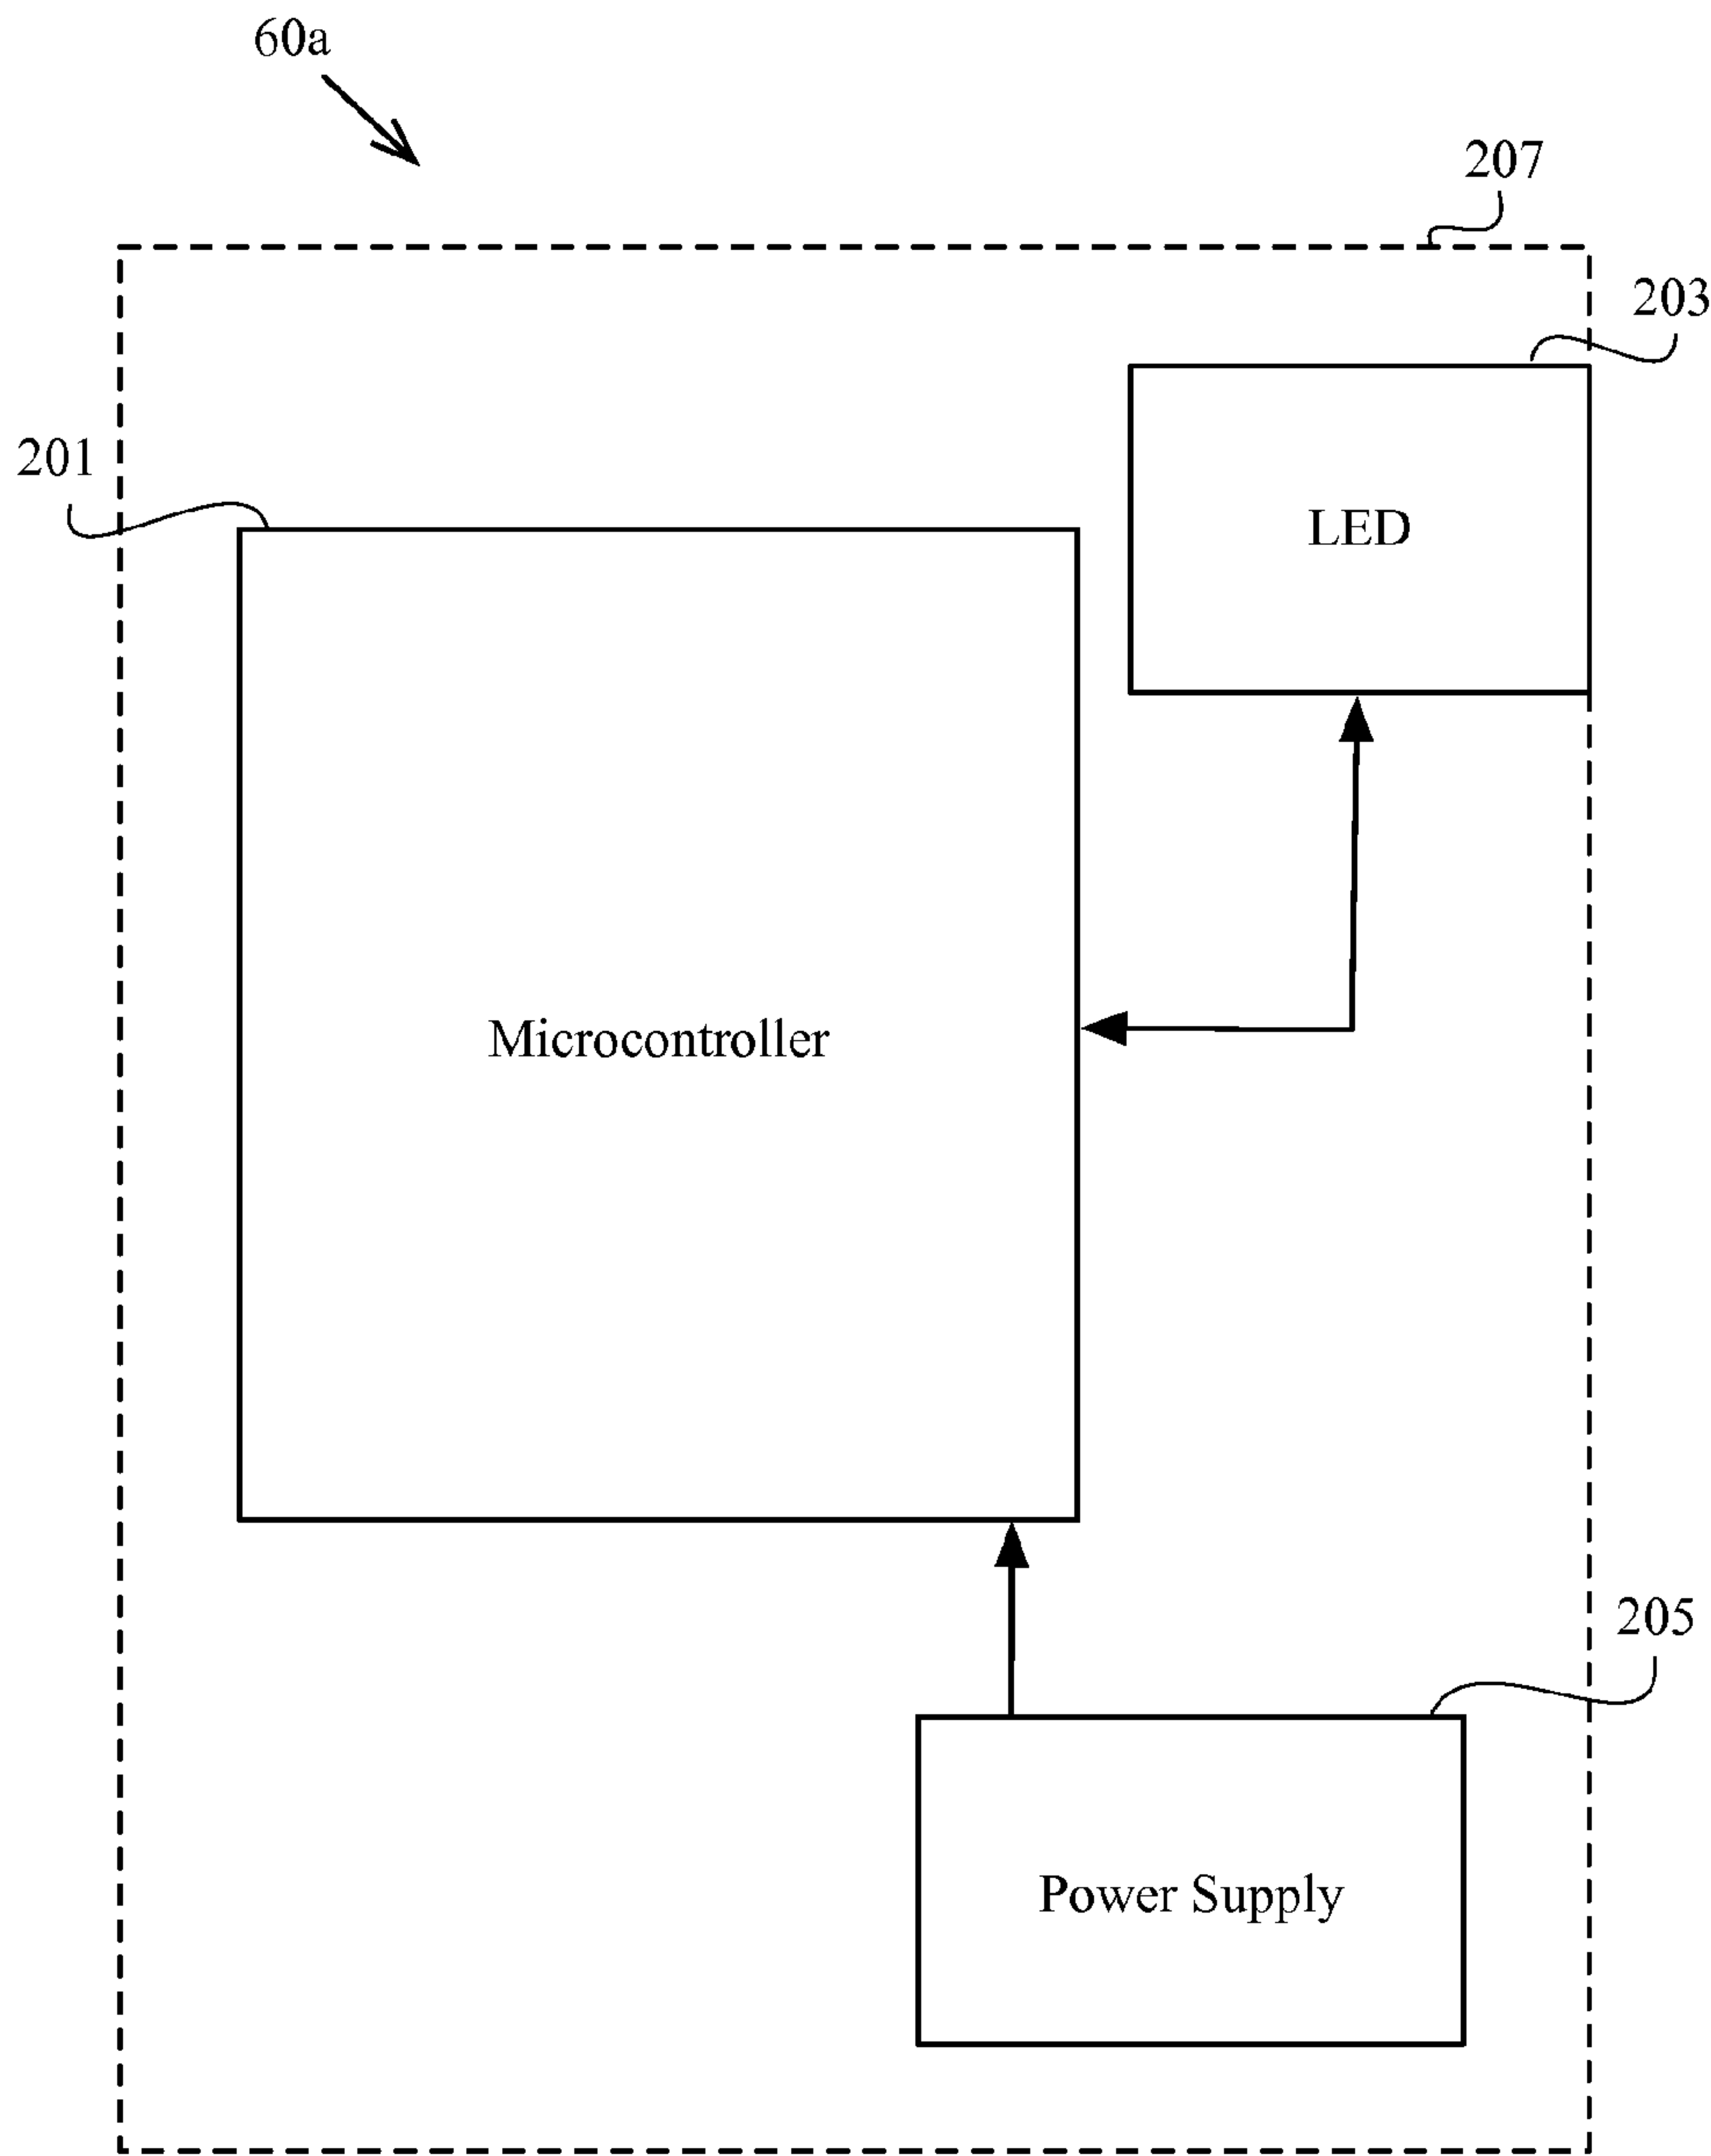 60a
207
203
201
LED
Microcontroller
205
Power Supply